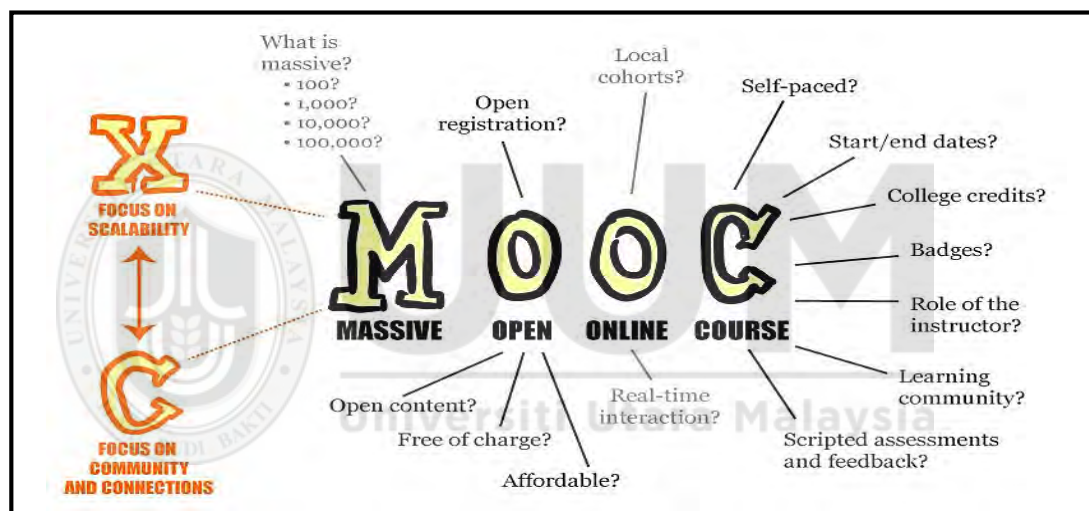 What is
massive?
• 100?
• 1,000?
• 10,000?
• 100,000?
Open
registration?
Local
cohorts?
Self-paced?
Start/end dates?
College credits?
Badges?
Role of the
instructor?
Learning
community?
Scripted assessments
and feedback?
X
FOCUS ON
SCALABILITY
C
FOCUS ON
COMMUNITY
AND CONNECTIONS
MOOC
MASSIVE OPEN ONLINE COURSE
Open content?
Free of charge?
Affordable?
Real-time
interaction?
UUM
Universiti Utara Malaysia